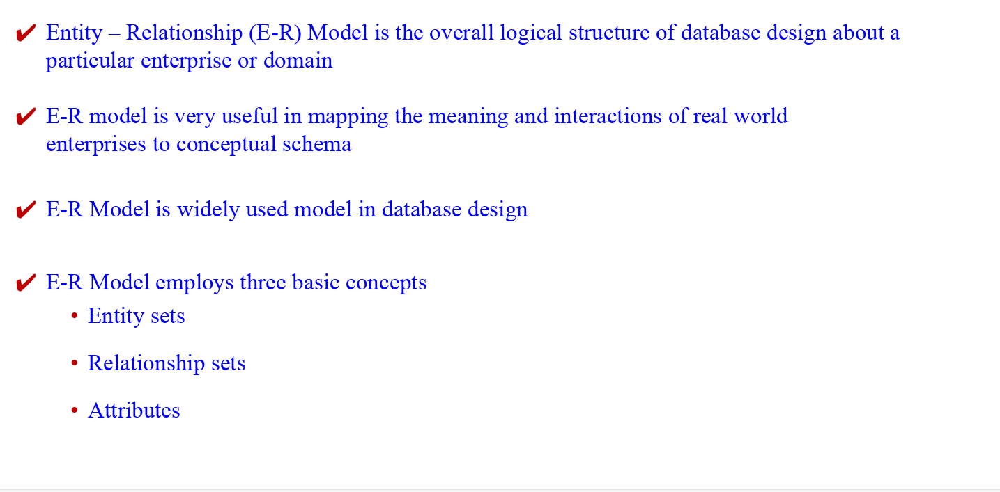 ✔ Entity – Relationship (E-R) Model is the overall logical structure of database design about a
particular enterprise or domain
✔ E-R model is very useful in mapping the meaning and interactions of real world
enterprises to conceptual schema
✔ E-R Model is widely used model in database design
✔ E-R Model employs three basic concepts
• Entity sets
• Relationship sets
• Attributes